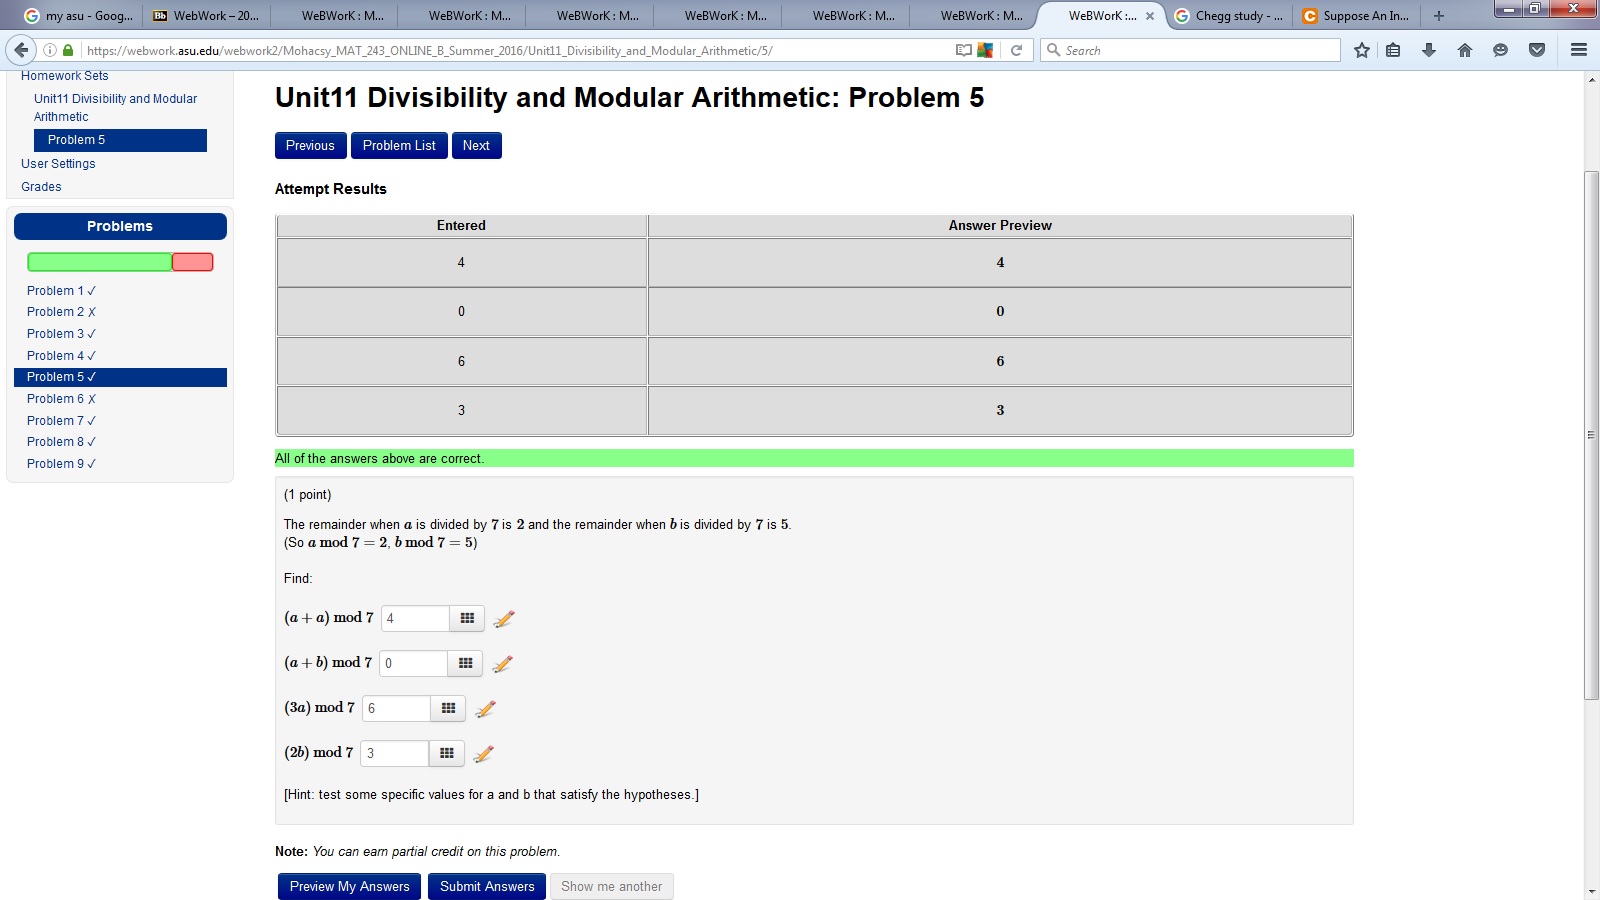 my asu - Goog...
Bb WebWork – 20...
WeBWorK : M...
WeBWorK : M...
WeBWorK : M...
WeBWorK : M...
WeBWorK : M...
WeBWorK : M...
WeBWorK :... ×
Chegg study - ...
Suppose An In...
https://webwork.asu.edu/webwork2/Mohacsy_MAT_243_ONLINE_B_Summer_2016/Unit11_Divisibility_and_Modular_Arithmetic/5/
Search
Homework Sets
Unit11 Divisibility and Modular
Arithmetic
Problem 5
User Settings
Grades
Problems
Problem 1 ✓
Problem 2 ✗
Problem 3 ✓
Problem 4 ✓
Problem 5 ✓
Problem 6 ✗
Problem 7 ✓
Problem 8 ✓
Problem 9 ✓
Unit11 Divisibility and Modular Arithmetic: Problem 5
Previous Problem List Next
Attempt Results
Entered Answer Preview
4 4
0 0
6 6
3 3
All of the answers above are correct.
(1 point)
The remainder when a is divided by 7 is 2 and the remainder when b is divided by 7 is 5.
(So a mod 7 = 2, b mod 7 = 5)
Find:
(a + a) mod 7 4
(a + b) mod 7 0
(3a) mod 7 6
(2b) mod 7 3
[Hint: test some specific values for a and b that satisfy the hypotheses.]
Note: You can earn partial credit on this problem.
Preview My Answers Submit Answers Show me another